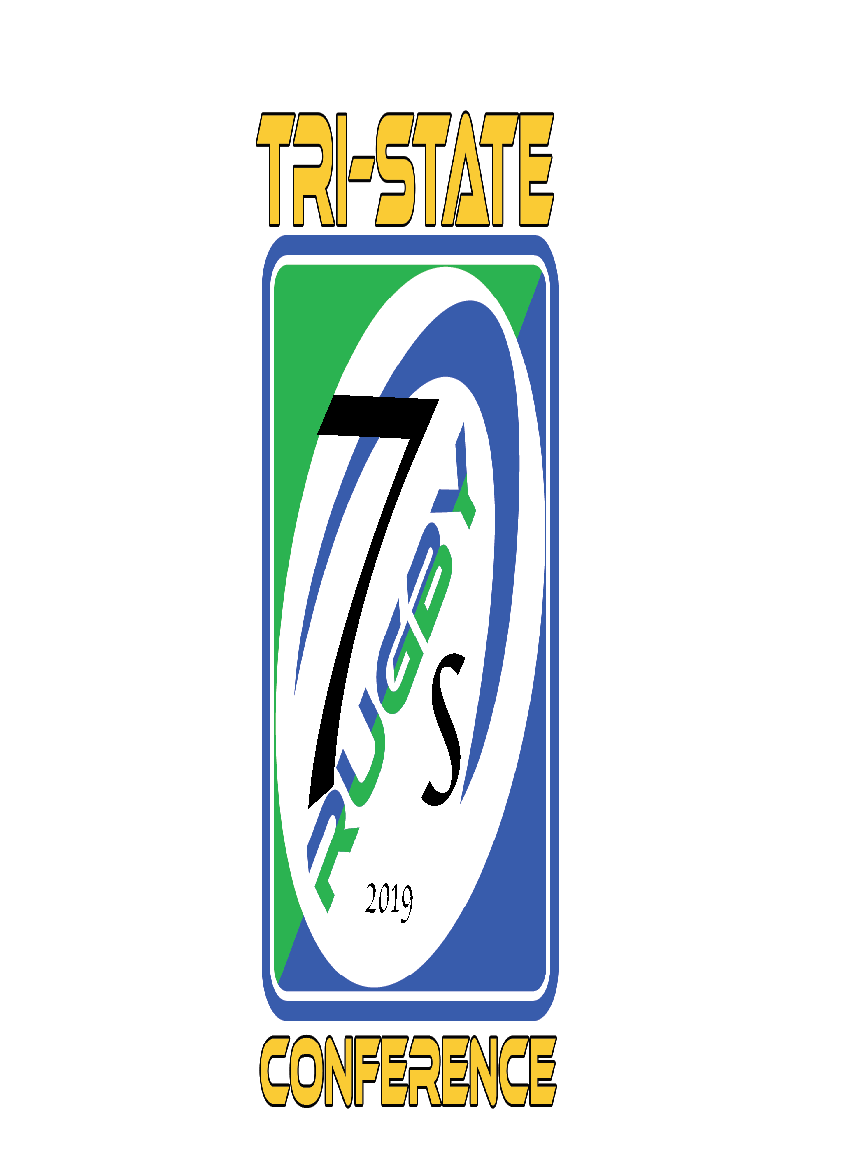 TRI-STATE
7s
RUGBY
2019
CONFERENCE